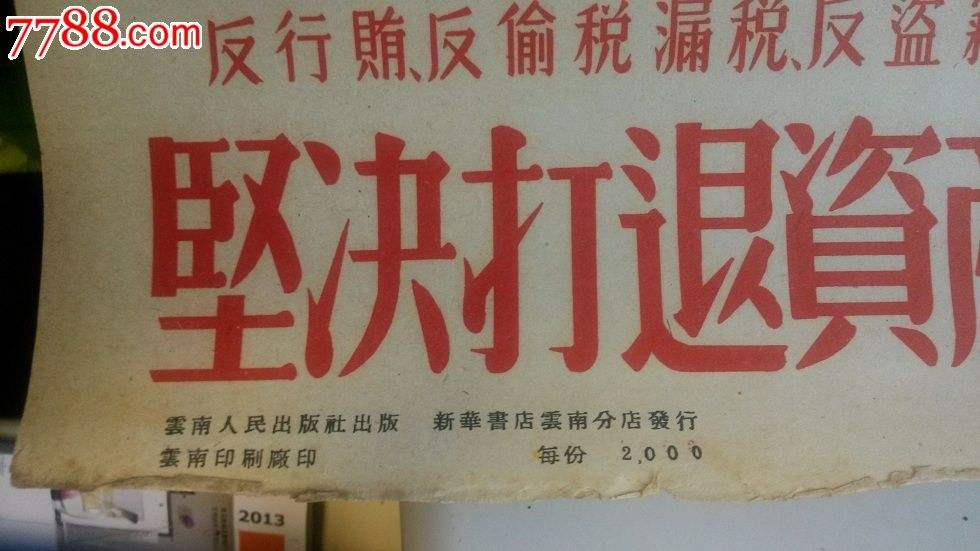 7788.com
反行賄、反偷税漏税、反盜
堅決打退資
雲南人民出版社出版 新華書店雲南分店發行
雲南印刷廠印 每份 2,000
2013